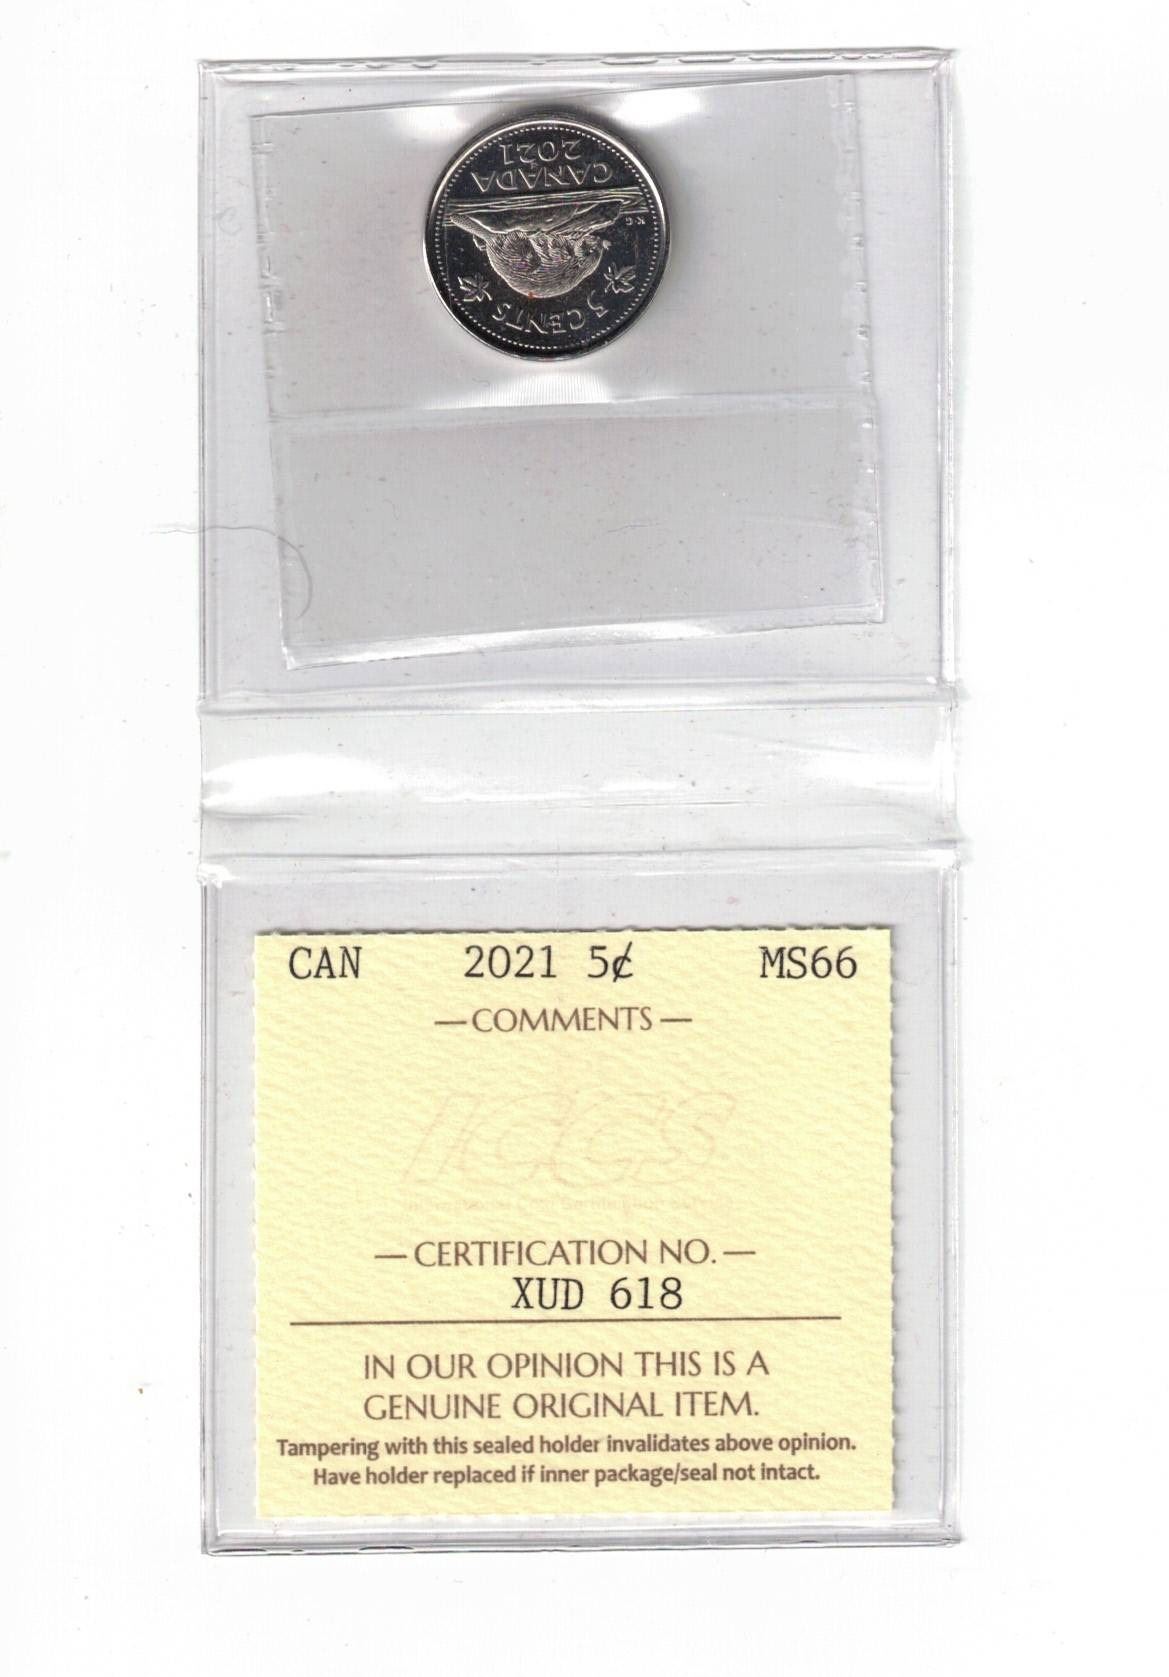 5 CENTS
K·G
CANADA
2021
CAN 2021 5¢ MS66
—COMMENTS—
ICCS
—CERTIFICATION NO.—
XUD 618
IN OUR OPINION THIS IS A
GENUINE ORIGINAL ITEM.
Tampering with this sealed holder invalidates above opinion.
Have holder replaced if inner package/seal not intact.